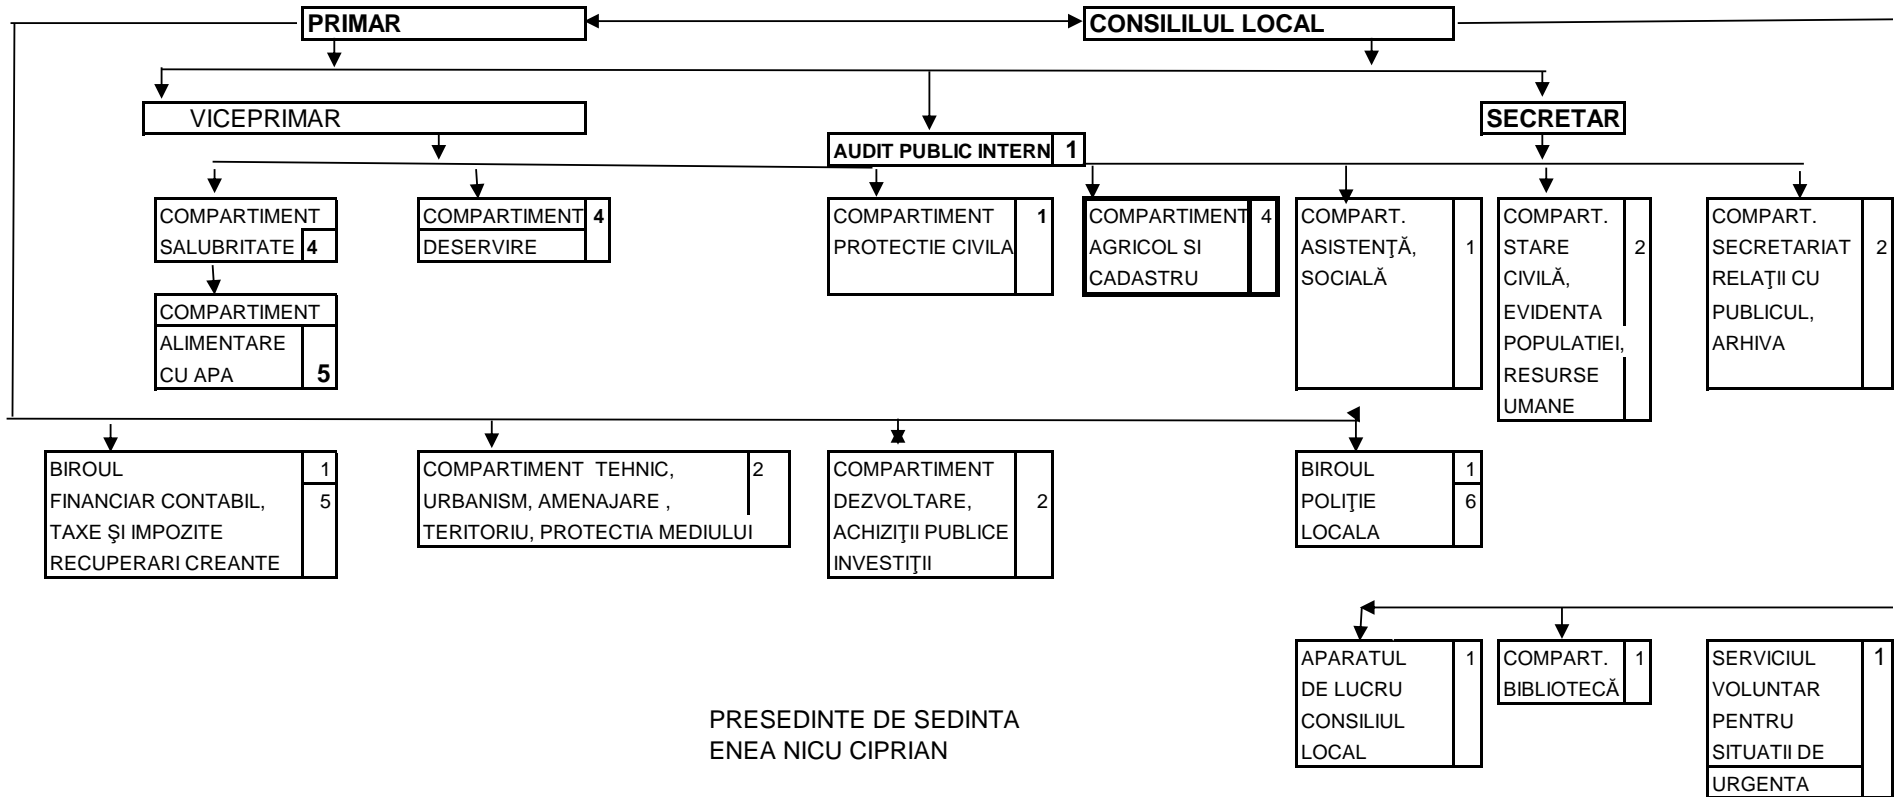 PRIMAR
CONSILILUL LOCAL
VICEPRIMAR
SECRETAR
AUDIT PUBLIC INTERN 1
COMPARTIMENT
SALUBRITATE 4
COMPARTIMENT 4
DESERVIRE
COMPARTIMENT 1
PROTECTIE CIVILA
COMPARTIMENT 4
AGRICOL SI
CADASTRU
COMPART.
ASISTENŢĂ, 1
SOCIALĂ
COMPART.
STARE 2
CIVILĂ,
EVIDENTA
POPULATIEI,
RESURSE
UMANE
COMPART.
SECRETARIAT 2
RELAŢII CU
PUBLICUL,
ARHIVA
COMPARTIMENT
ALIMENTARE
CU APA 5
BIROUL 1
FINANCIAR CONTABIL, 5
TAXE ŞI IMPOZITE
RECUPERARI CREANTE
COMPARTIMENT TEHNIC, 2
URBANISM, AMENAJARE ,
TERITORIU, PROTECTIA MEDIULUI
COMPARTIMENT
DEZVOLTARE, 2
ACHIZIŢII PUBLICE
INVESTIŢII
BIROUL 1
POLIŢIE 6
LOCALA
APARATUL 1
DE LUCRU
CONSILIUL
LOCAL
COMPART. 1
BIBLIOTECĂ
SERVICIUL 1
VOLUNTAR
PENTRU
SITUATII DE
URGENTA
PRESEDINTE DE SEDINTA
ENEA NICU CIPRIAN